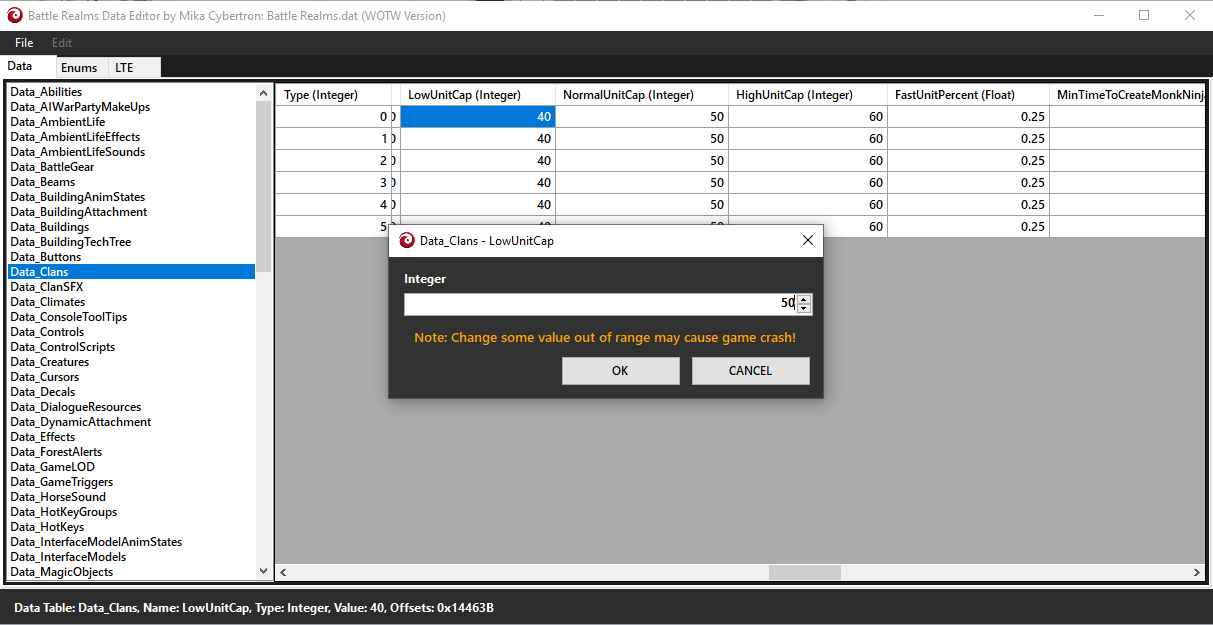 Battle Realms Data Editor by Mika Cybertron: Battle Realms.dat (WOTW Version)
File Edit
Data Enums LTE
Data_Abilities
Data_AIWarPartyMakeUps
Data_AmbientLife
Data_AmbientLifeEffects
Data_AmbientLifeSounds
Data_BattleGear
Data_Beams
Data_BuildingAnimStates
Data_BuildingAttachment
Data_Buildings
Data_BuildingTechTree
Data_Buttons
Data_Clans
Data_ClanSFX
Data_Climates
Data_ConsoleToolTips
Data_Controls
Data_ControlScripts
Data_Creatures
Data_Cursors
Data_Decals
Data_DialogueResources
Data_DynamicAttachment
Data_Effects
Data_ForestAlerts
Data_GameLOD
Data_GameTriggers
Data_HorseSound
Data_HotKeyGroups
Data_HotKeys
Data_InterfaceModelAnimStates
Data_InterfaceModels
Data_MagicObjects
Type (Integer) LowUnitCap (Integer) NormalUnitCap (Integer) HighUnitCap (Integer) FastUnitPercent (Float) MinTimeToCreateMonkNinj
0 0 40 50 60 0.25
1 0 40 50 60 0.25
2 0 40 50 60 0.25
3 0 40 50 60 0.25
4 0 40 50 60 0.25
5 60 0.25
Data_Clans - LowUnitCap
Integer
50
Note: Change some value out of range may cause game crash!
OK CANCEL
Data Table: Data_Clans, Name: LowUnitCap, Type: Integer, Value: 40, Offsets: 0x14463B